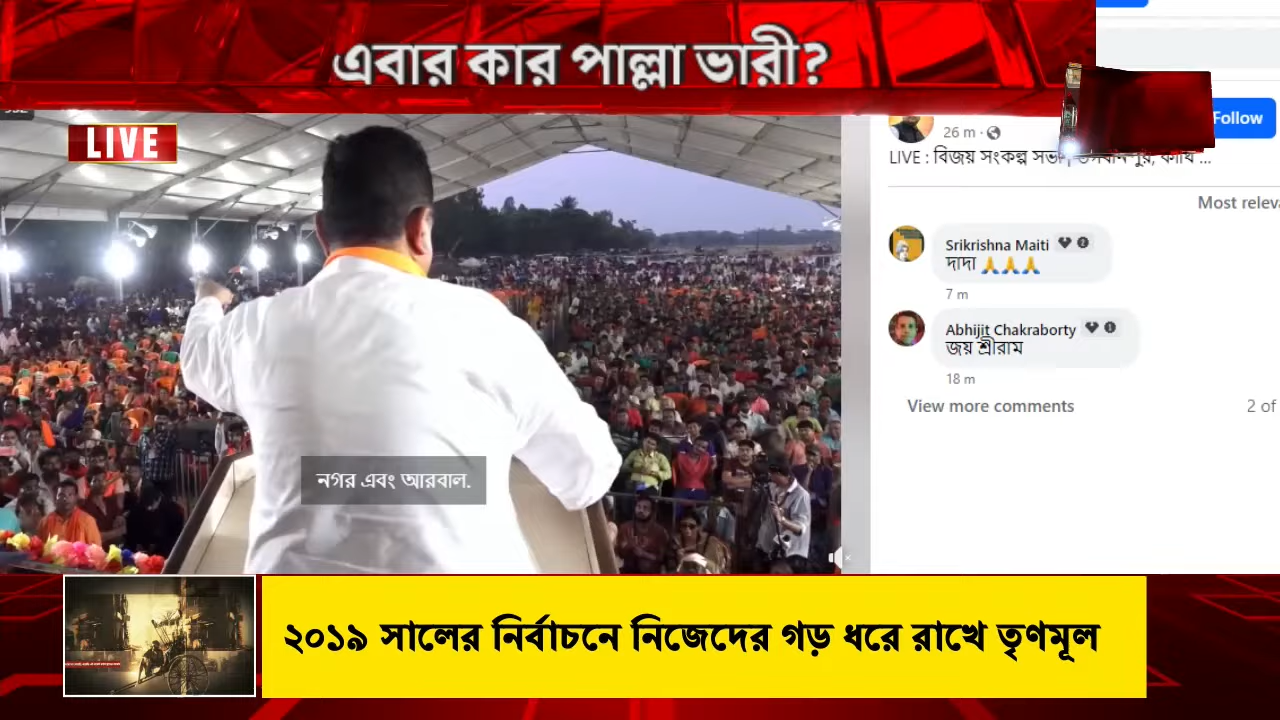 এবার কার পাল্লা ভারী?
LIVE
Follow
26 m
LIVE : বিজয় সংকল্প সভা
Most releva
Srikrishna Maiti
দাদা 🙏🙏🙏
7 m
Abhijit Chakraborty
জয় শ্রীরাম
18 m
View more comments
2 of
নগর এবং আরবাল.
২০১৯ সালের নির্বাচনে নিজেদের গড় ধরে রাখে তৃণমূল